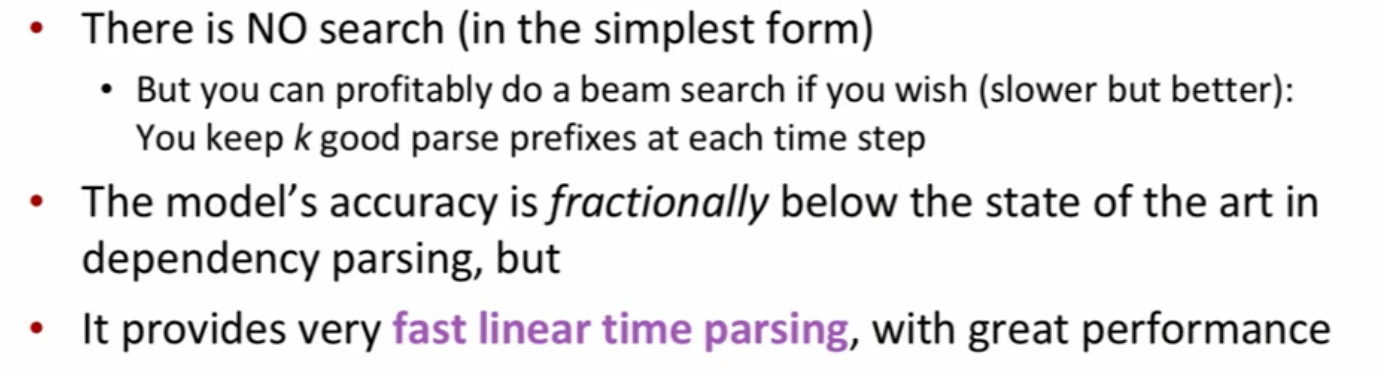 • There is NO search (in the simplest form)
• But you can profitably do a beam search if you wish (slower but better):
You keep k good parse prefixes at each time step
• The model’s accuracy is fractionally below the state of the art in
dependency parsing, but
• It provides very fast linear time parsing, with great performance